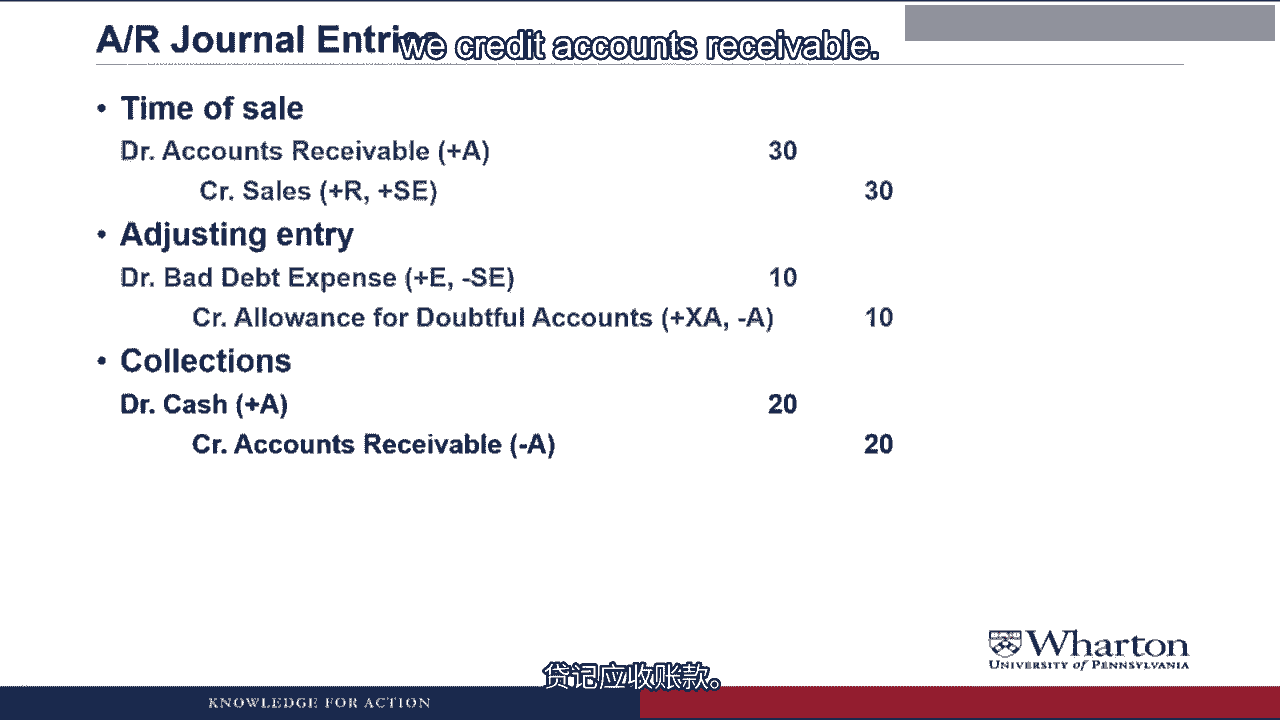 A/R Journal Entries
we credit accounts receivable.
• Time of sale
Dr. Accounts Receivable (+A) 30
Cr. Sales (+R, +SE) 30
• Adjusting entry
Dr. Bad Debt Expense (+E, -SE) 10
Cr. Allowance for Doubtful Accounts (+XA, -A) 10
• Collections
Dr. Cash (+A) 20
Cr. Accounts Receivable (-A) 20
Wharton
UNIVERSITY of PENNSYLVANIA
贷记应收账款。
KNOWLEDGE FOR ACTION